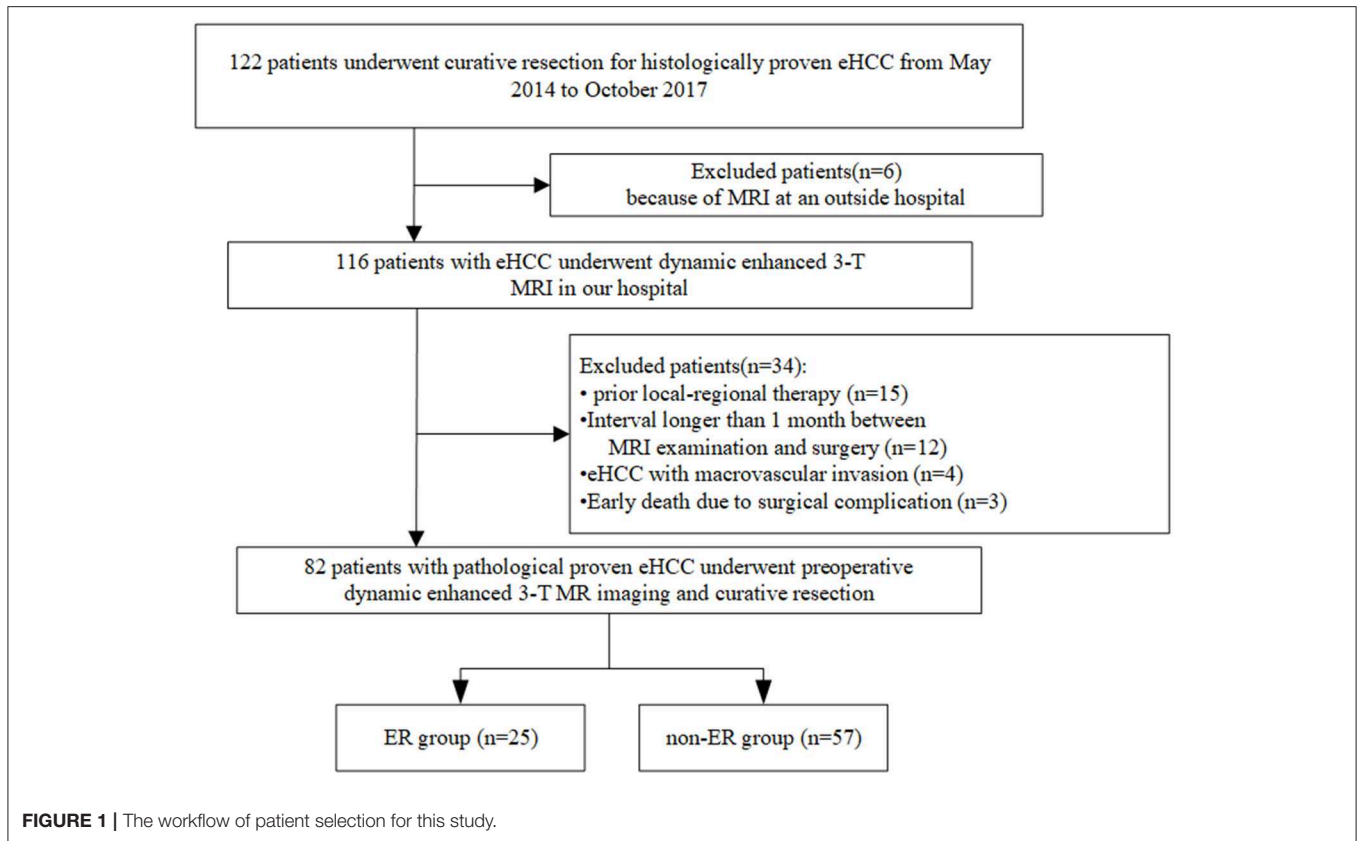 122 patients underwent curative resection for histologically proven eHCC from May
2014 to October 2017
Excluded patients(n=6)
because of MRI at an outside hospital
116 patients with eHCC underwent dynamic enhanced 3-T
MRI in our hospital
Excluded patients(n=34):
• prior local-regional therapy (n=15)
•Interval longer than 1 month between
MRI examination and surgery (n=12)
•eHCC with macrovascular invasion (n=4)
•Early death due to surgical complication (n=3)
82 patients with pathological proven eHCC underwent preoperative
dynamic enhanced 3-T MR imaging and curative resection
ER group (n=25)
non-ER group (n=57)
FIGURE 1 | The workflow of patient selection for this study.